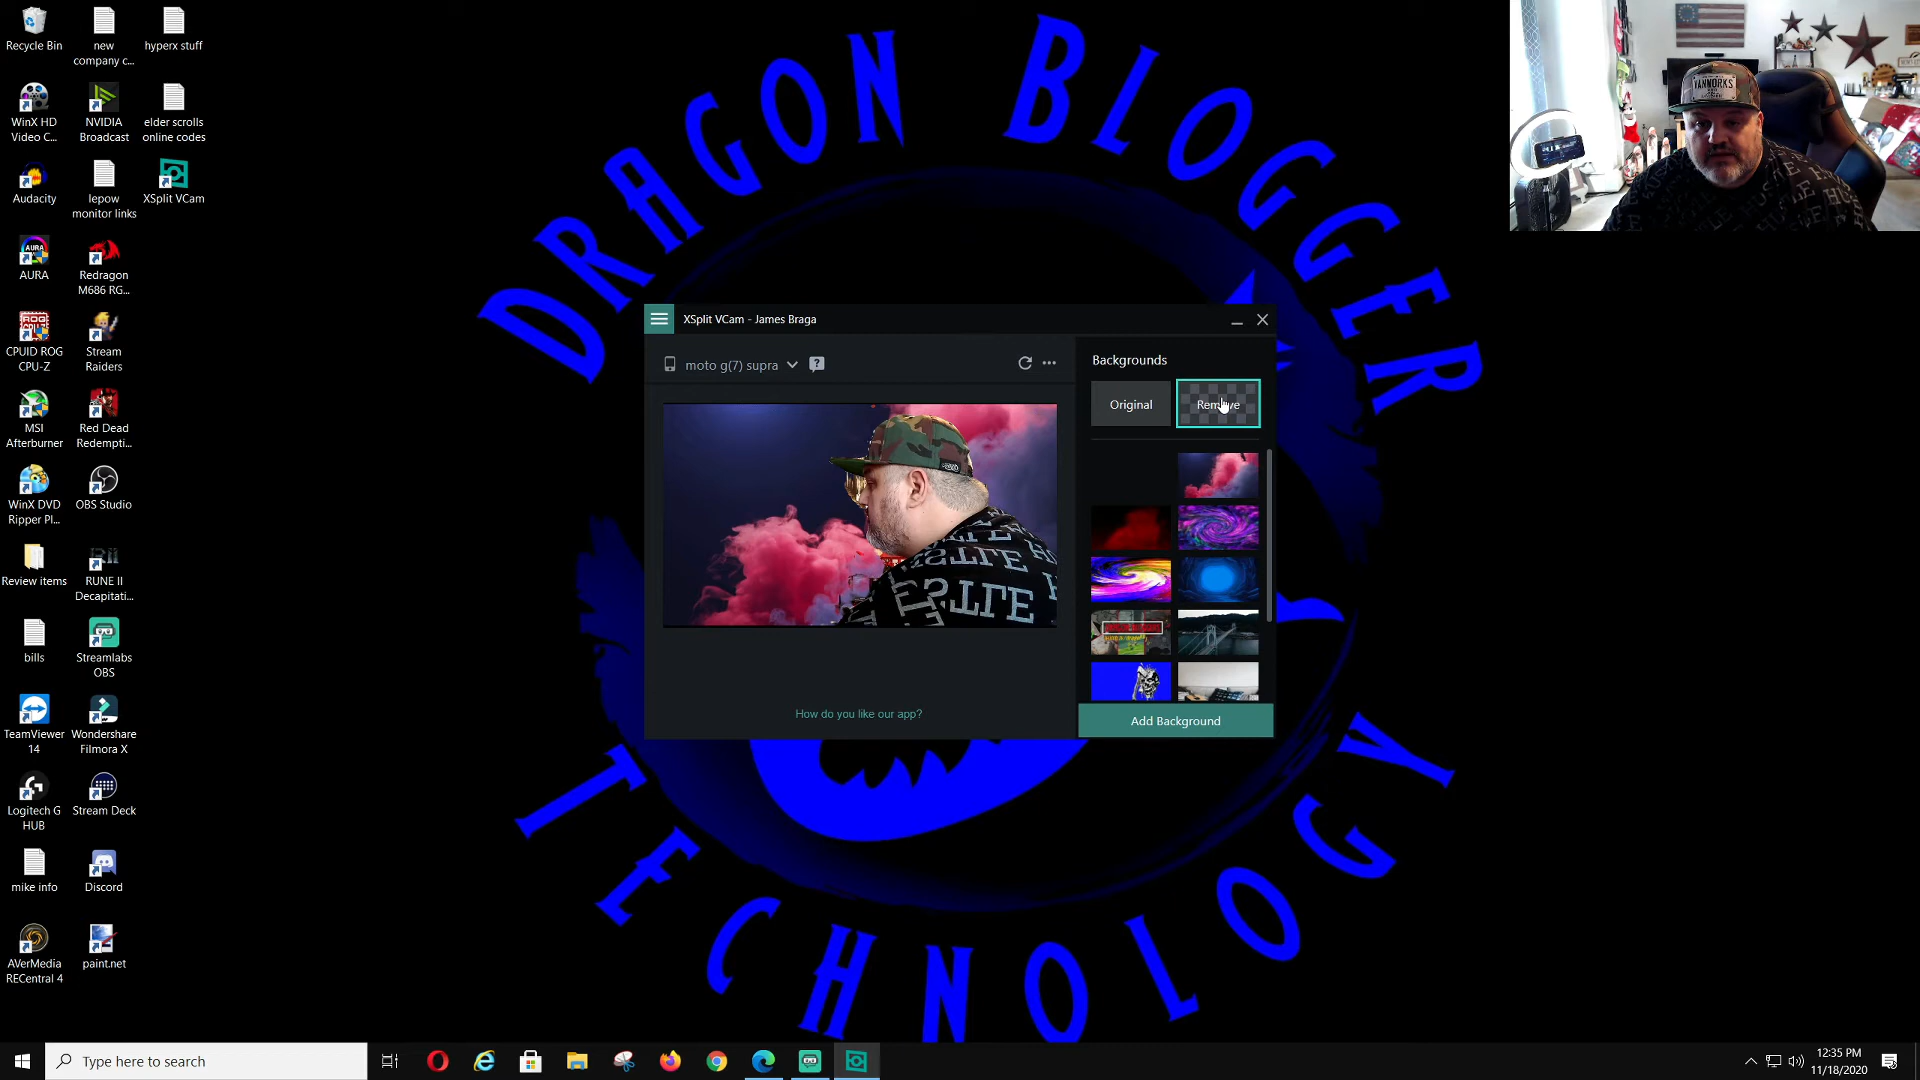 Recycle Bin
new company c...
hyperx stuff
WinX HD Video C...
NVIDIA Broadcast
elder scrolls online codes
Audacity
lepow monitor links
XSplit VCam
AURA
AURA
Redragon M686 RG...
CPUID ROG CPU-Z
Stream Raiders
MSI Afterburner
Red Dead Redempti...
WinX DVD Ripper Pl...
OBS Studio
Review items
RUNE II Decapitati...
bills
Streamlabs OBS
TeamViewer 14
Wondershare Filmora X
Logitech G HUB
Stream Deck
mike info
Discord
AVerMedia RECentral 4
paint.net
DRAGON BLOGGER
TECHNOLOGY
XSplit VCam - James Braga
moto g(7) supra
?
Backgrounds
Original
How do you like our app?
Add Background
Type here to search
12:35 PM
11/18/2020